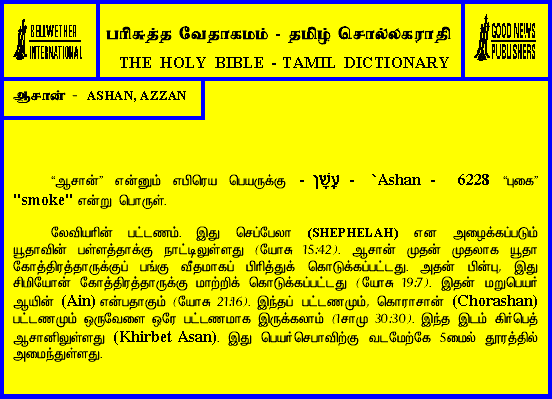 BELLWETHER
INTERNATIONAL
பரிசுத்த வேதாகமம் - தமிழ் சொல்லகராதி
THE HOLY BIBLE - TAMIL DICTIONARY
GOOD NEWS
PUBLISHERS
ஆசான் - ASHAN, AZZAN
“ஆசான்” என்னும் எபிரெய பெயருக்கு - עָשָׁן - `Ashan - 6228 “புகை”
"smoke" என்று பொருள்.
லேவியரின் பட்டணம். இது செப்பேலா (SHEPHELAH) என அழைக்கப்படும்
யூதாவின் பள்ளத்தாக்கு நாட்டிலுள்ளது (யோசு 15:42). ஆசான் முதன் முதலாக யூதா
கோத்திரத்தாருக்குப் பங்கு வீதமாகப் பிரித்துக் கொடுக்கப்பட்டது. அதன் பின்பு, இது
சிமியோன் கோத்திரத்தாருக்கு மாற்றிக் கொடுக்கப்பட்டது (யோசு 19:7). இதன் மறுபெயர்
ஆயின் (Ain) என்பதாகும் (யோசு 21:16). இந்தப் பட்டணமும், கொராசான் (Chorashan)
பட்டணமும் ஒருவேளை ஒரே பட்டணமாக இருக்கலாம் (1சாமு 30:30). இந்த இடம் கிர்பெத்
ஆசானிலுள்ளது (Khirbet Asan). இது பெயர்செபாவிற்கு வடமேற்கே 5மைல் தூரத்தில்
அமைந்துள்ளது.